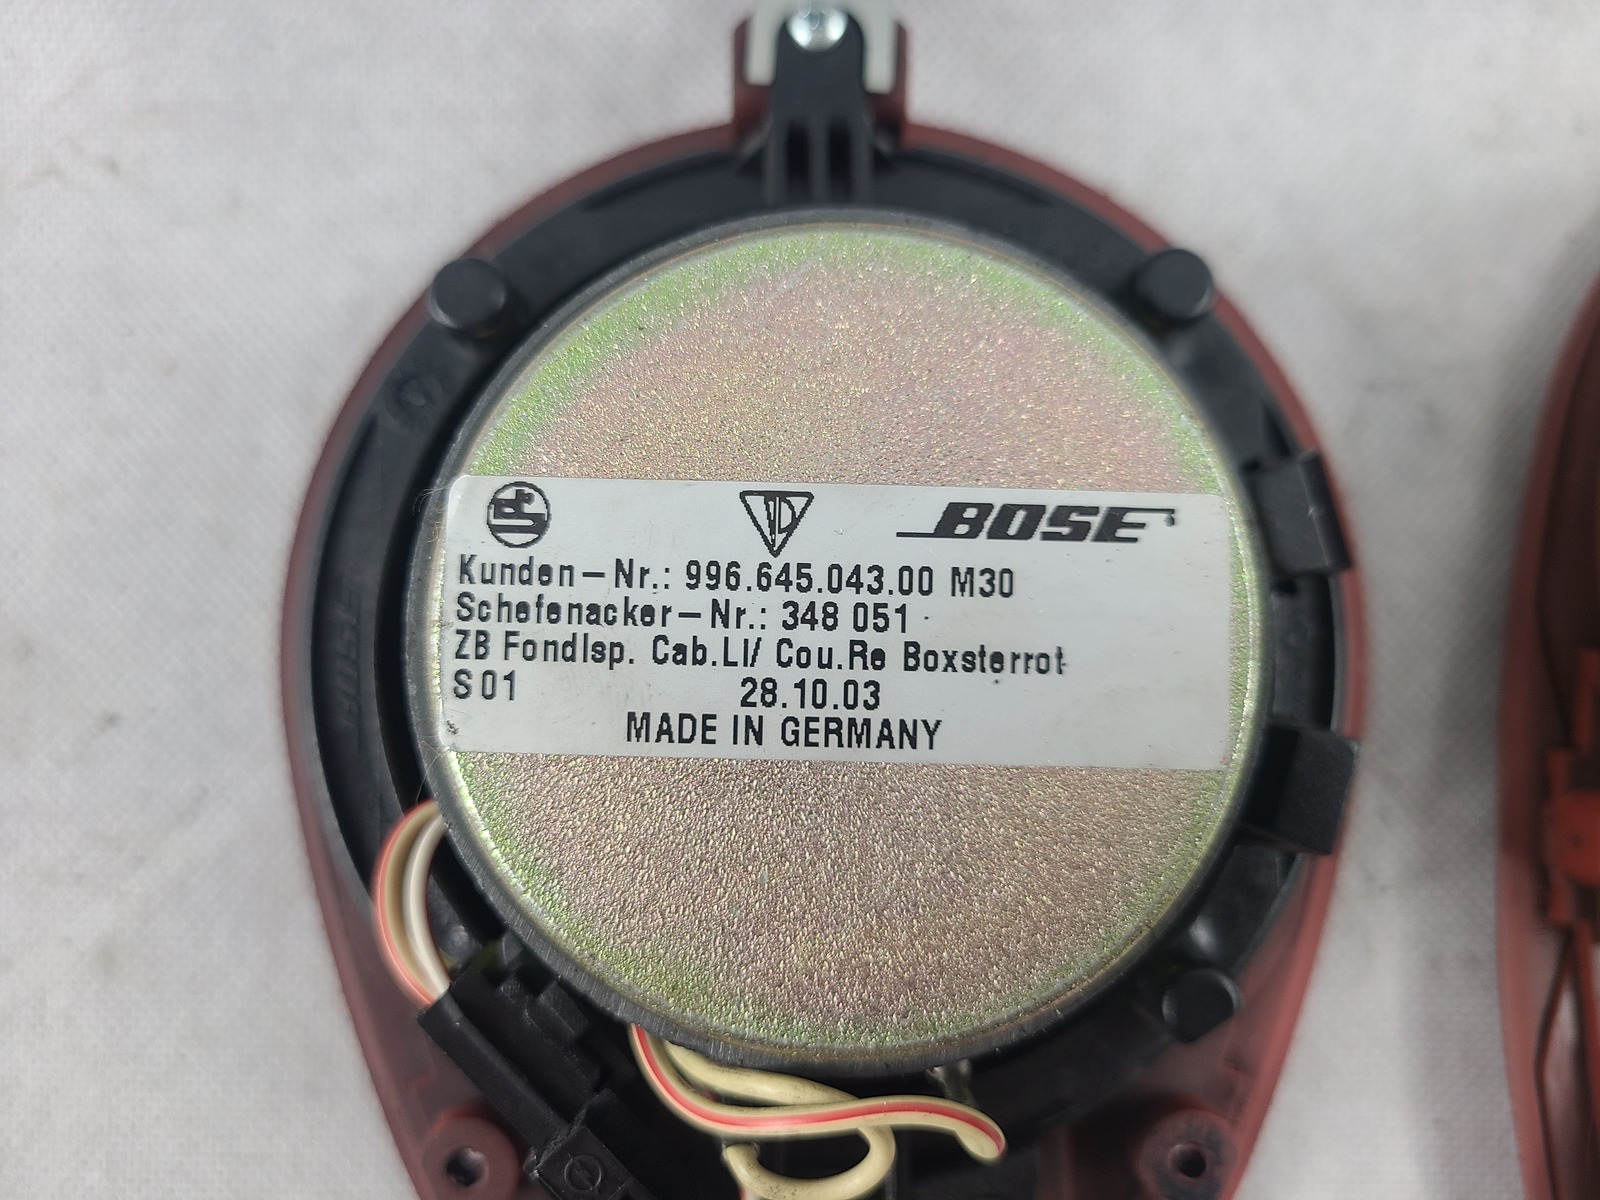 BOSE
Kunden-Nr.: 996.645.043.00 M30
Schefenacker-Nr.: 348 051
ZB Fondlsp. Cab.LI/ Cou.Re Boxsterrot
S01 28.10.03
MADE IN GERMANY
BOSE